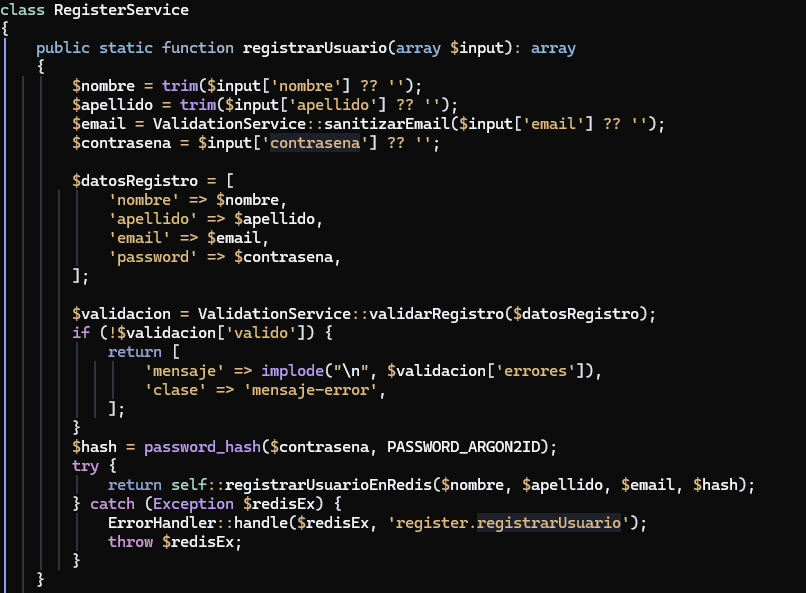 class RegisterService
{
    public static function registrarUsuario(array $input): array
    {
        $nombre = trim($input['nombre'] ?? '');
        $apellido = trim($input['apellido'] ?? '');
        $email = ValidationService::sanitizarEmail($input['email'] ?? '');
        $contrasena = $input['contrasena'] ?? '';

        $datosRegistro = [
            'nombre' => $nombre,
            'apellido' => $apellido,
            'email' => $email,
            'password' => $contrasena,
        ];

        $validacion = ValidationService::validarRegistro($datosRegistro);
        if (!$validacion['valido']) {
            return [
                'mensaje' => implode("\n", $validacion['errores']),
                'clase' => 'mensaje-error',
            ];
        }
        $hash = password_hash($contrasena, PASSWORD_ARGON2ID);
        try {
            return self::registrarUsuarioEnRedis($nombre, $apellido, $email, $hash);
        } catch (Exception $redisEx) {
            ErrorHandler::handle($redisEx, 'register.registrarUsuario');
            throw $redisEx;
        }
    }